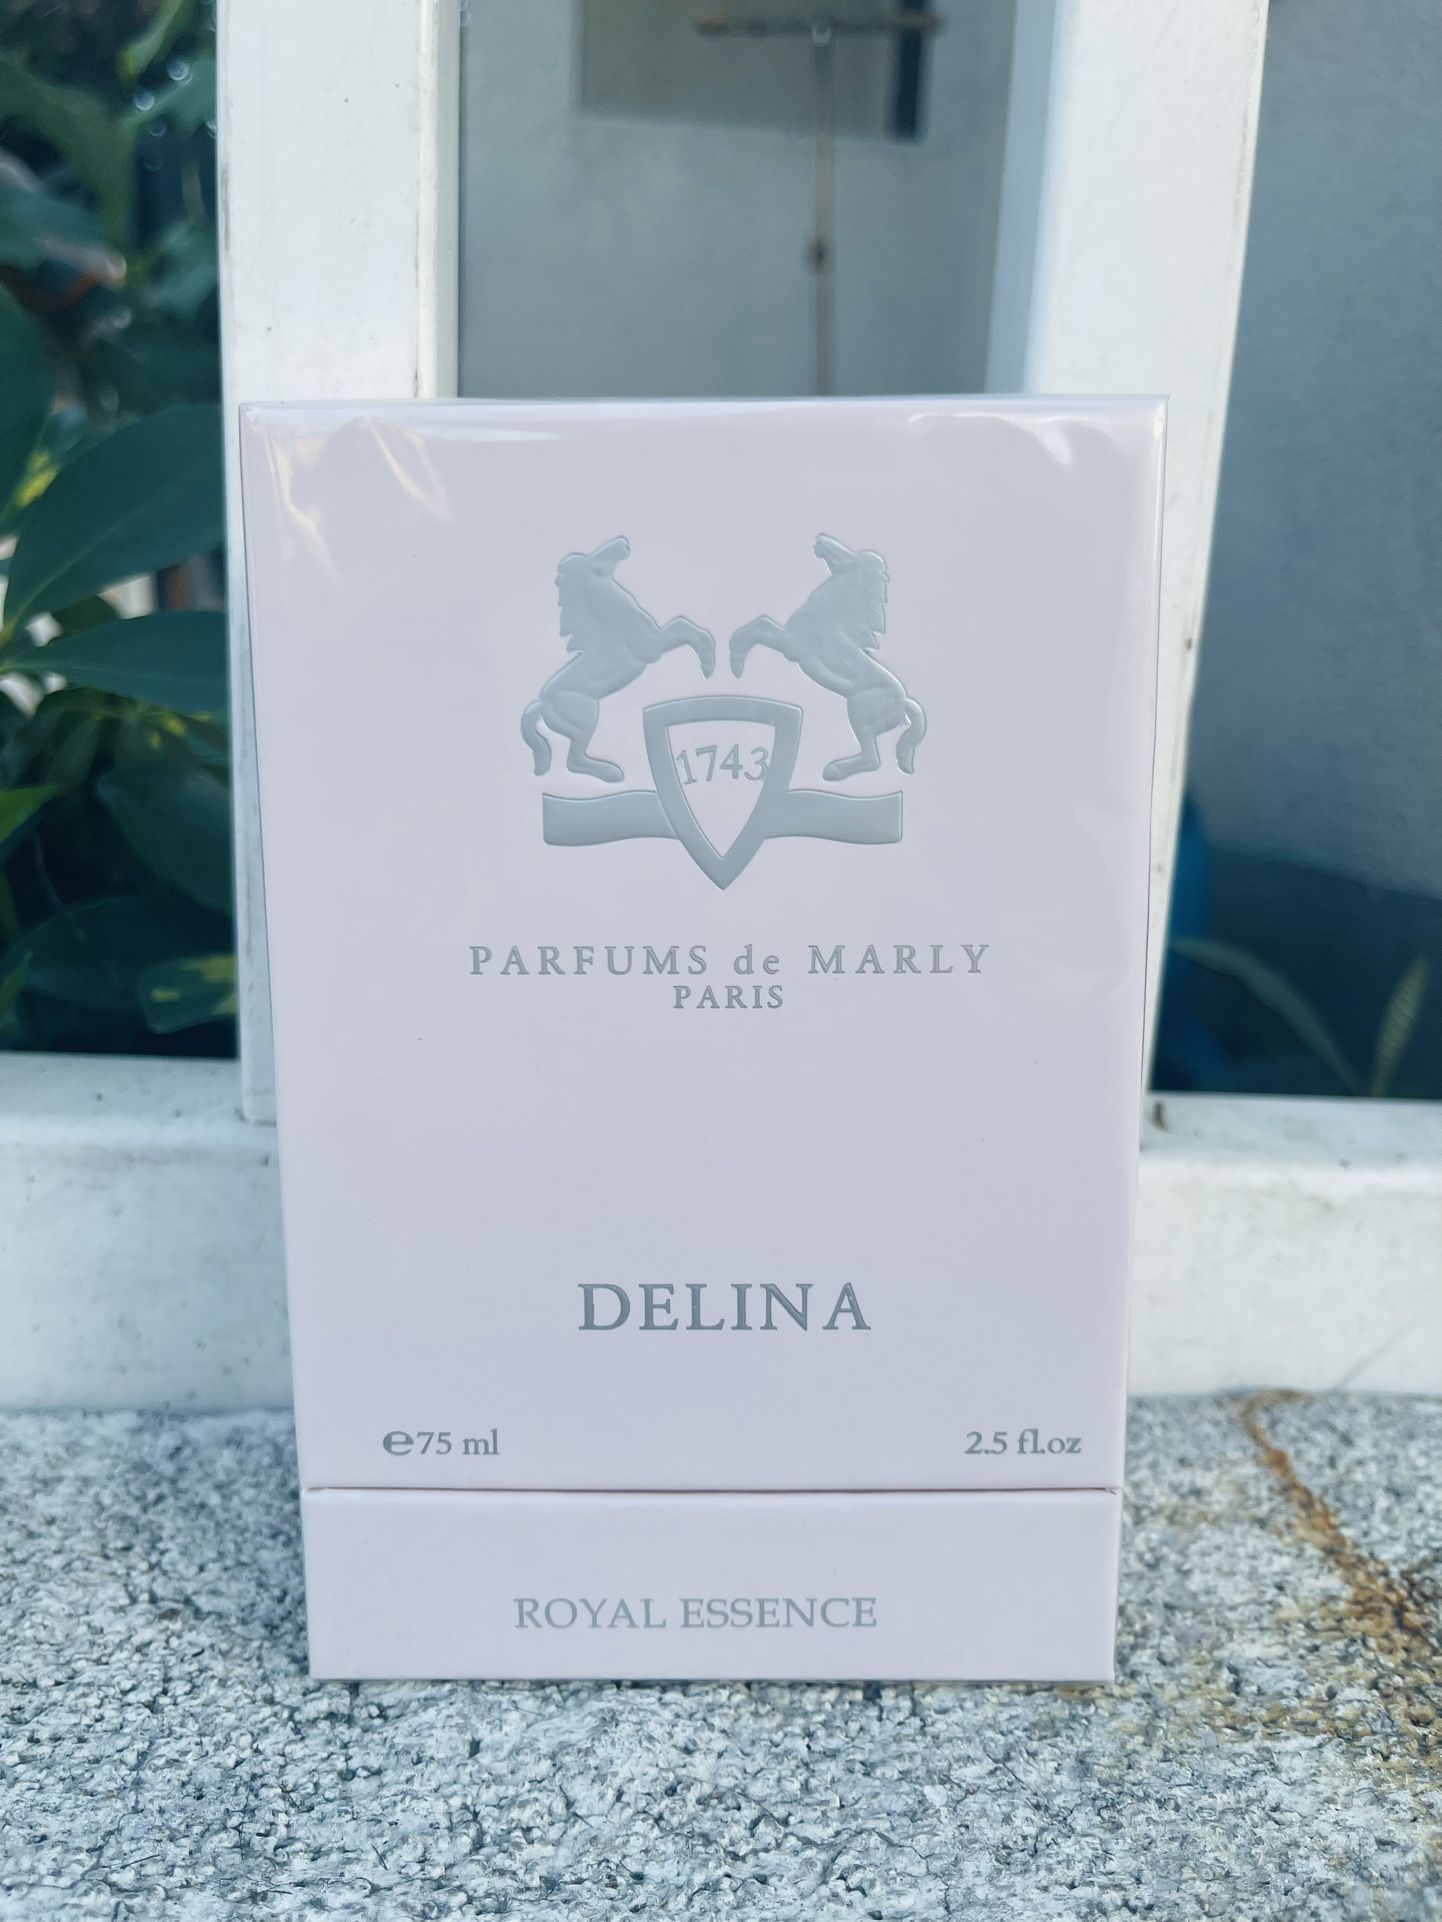 1743
PARFUMS de MARLY
PARIS
DELINA
℮75 ml 2.5 fl.oz
ROYAL ESSENCE